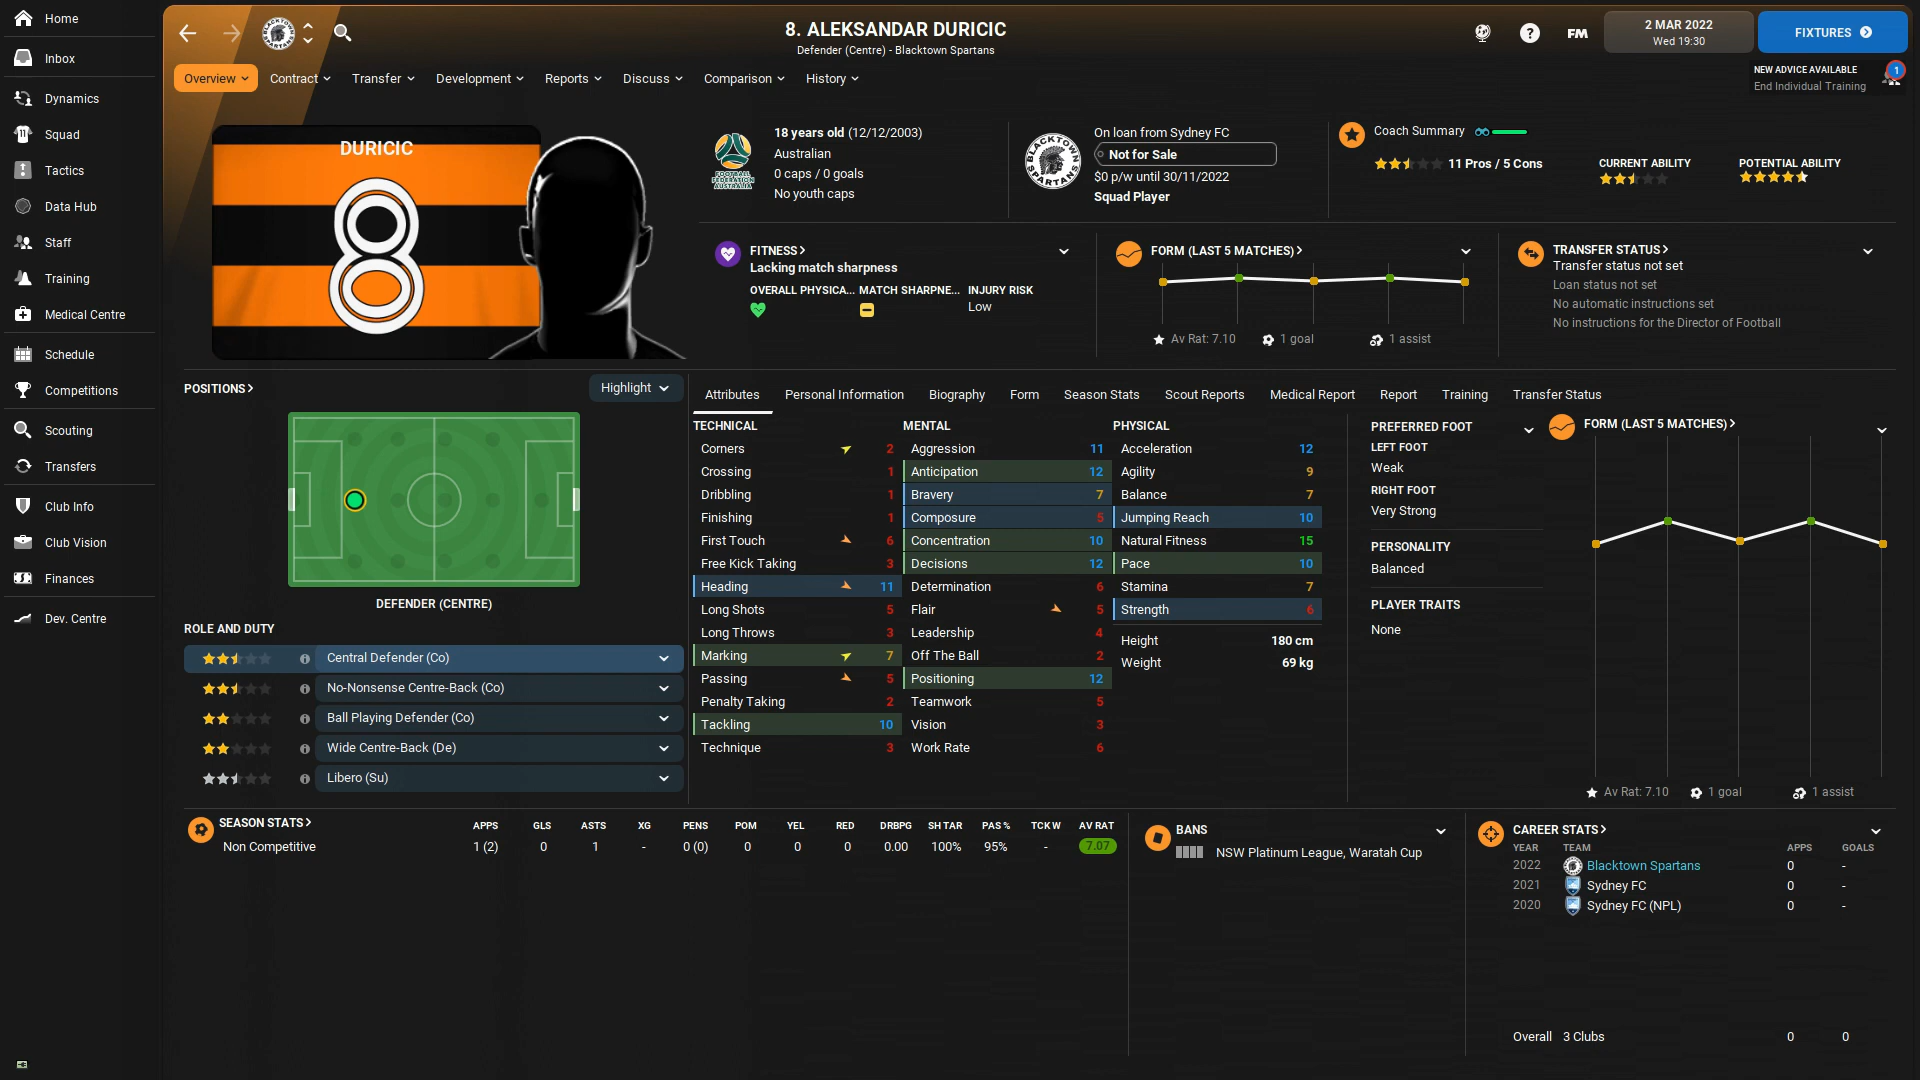 Home
Inbox
Dynamics
Squad
Tactics
Data Hub
Staff
Training
Medical Centre
Schedule
Competitions
Scouting
Transfers
Club Info
Club Vision
Finances
Dev. Centre
8. ALEKSANDAR DURICIC
Defender (Centre) - Blacktown Spartans
FM
2 MAR 2022
Wed 19:30
FIXTURES
Overview Contract Transfer Development Reports Discuss Comparison History
NEW ADVICE AVAILABLE
End Individual Training
1
DURICIC
8
18 years old (12/12/2003)
Australian
0 caps / 0 goals
No youth caps
FOOTBALL FEDERATION AUSTRALIA
BLACKTOWN SPARTANS
On loan from Sydney FC
Not for Sale
$0 p/w until 30/11/2022
Squad Player
Coach Summary
11 Pros / 5 Cons
CURRENT ABILITY
POTENTIAL ABILITY
FITNESS
Lacking match sharpness
OVERALL PHYSICA... MATCH SHARPNE... INJURY RISK
Low
FORM (LAST 5 MATCHES)
Av Rat: 7.10 1 goal 1 assist
TRANSFER STATUS
Transfer status not set
Loan status not set
No automatic instructions set
No instructions for the Director of Football
POSITIONS
Highlight
DEFENDER (CENTRE)
ROLE AND DUTY
Central Defender (Co)
No-Nonsense Centre-Back (Co)
Ball Playing Defender (Co)
Wide Centre-Back (De)
Libero (Su)
Attributes Personal Information Biography Form Season Stats Scout Reports Medical Report Report Training Transfer Status
TECHNICAL
Corners 2
Crossing 1
Dribbling 1
Finishing 1
First Touch 6
Free Kick Taking 3
Heading 11
Long Shots 5
Long Throws 3
Marking 7
Passing 5
Penalty Taking 2
Tackling 10
Technique 3
MENTAL
Aggression 11
Anticipation 12
Bravery 7
Composure 5
Concentration 10
Decisions 12
Determination 6
Flair 5
Leadership 4
Off The Ball 2
Positioning 12
Teamwork 5
Vision 3
Work Rate 6
PHYSICAL
Acceleration 12
Agility 9
Balance 7
Jumping Reach 10
Natural Fitness 15
Pace 10
Stamina 7
Strength 6
Height 180 cm
Weight 69 kg
PREFERRED FOOT
LEFT FOOT
Weak
RIGHT FOOT
Very Strong
PERSONALITY
Balanced
PLAYER TRAITS
None
FORM (LAST 5 MATCHES)
Av Rat: 7.10 1 goal 1 assist
SEASON STATS APPS GLS ASTS XG PENS POM YEL RED DRBPG SH TAR PAS % TCK W AV RAT
Non Competitive 1 (2) 0 1 - 0 (0) 0 0 0 0.00 100% 95% - 7.07
BANS
NSW Platinum League, Waratah Cup
CAREER STATS
YEAR TEAM APPS GOALS
2022 Blacktown Spartans 0 -
2021 Sydney FC 0 -
2020 Sydney FC (NPL) 0 -
Overall 3 Clubs 0 0